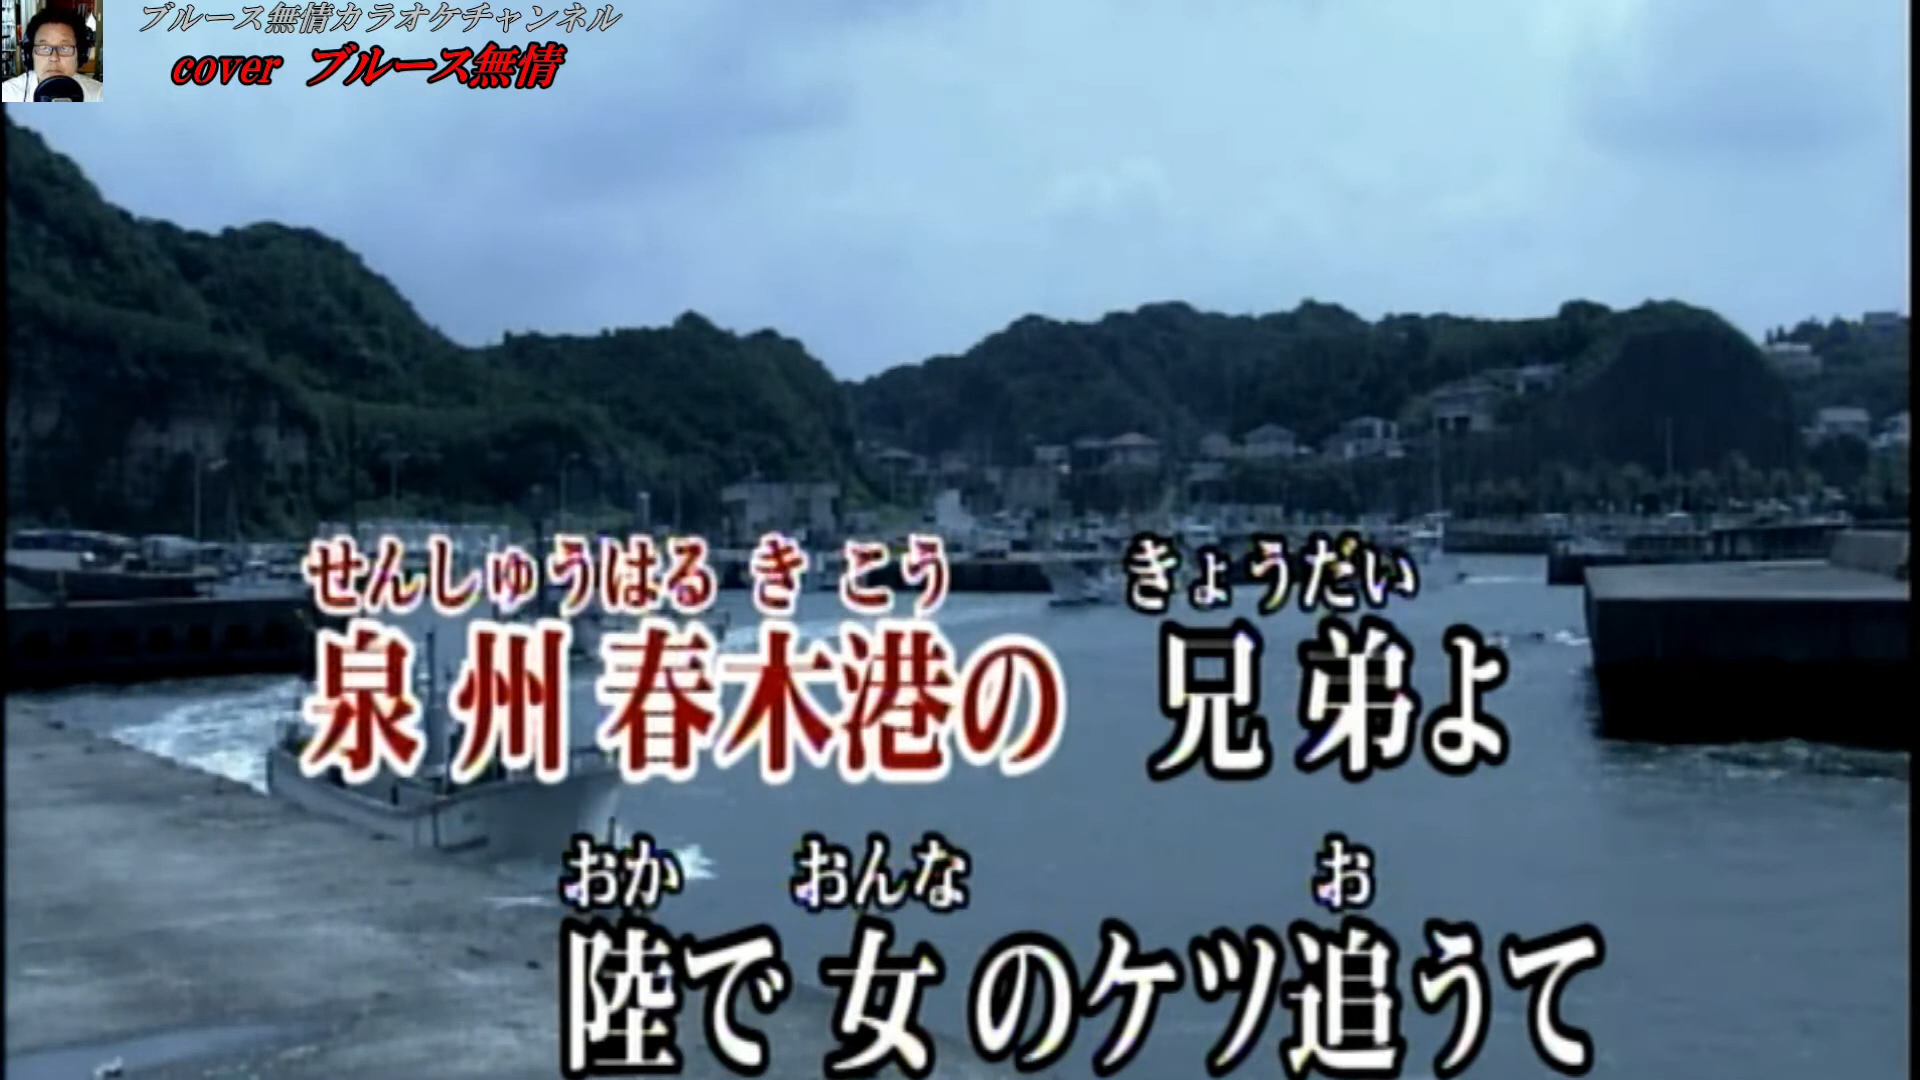 ブルース無情カラオケチャンネル
cover ブルース無情
せんしゅうはるきこう きょうだい
泉州春木港の 兄弟よ
おか おんな お
陸で女のケツ追うて